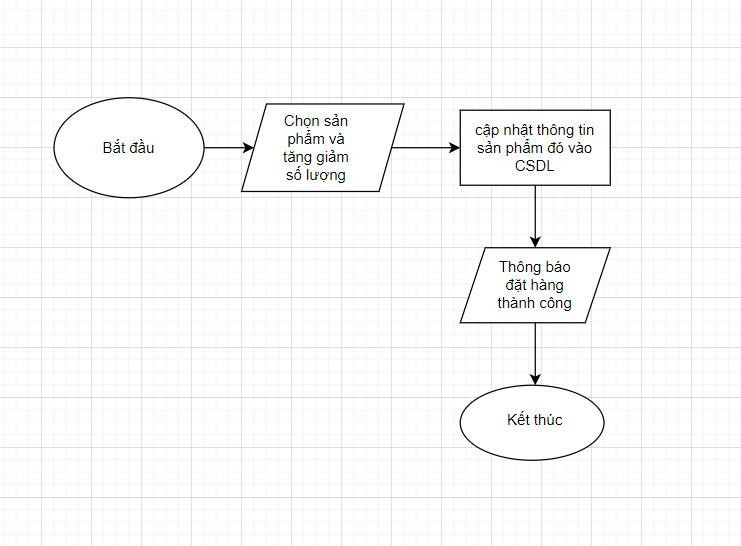 Bắt đầu
Chọn sản
phẩm và
tăng giảm
số lượng
cập nhật thông tin
sản phẩm đó vào
CSDL
Thông báo
đặt hàng
thành công
Kết thúc